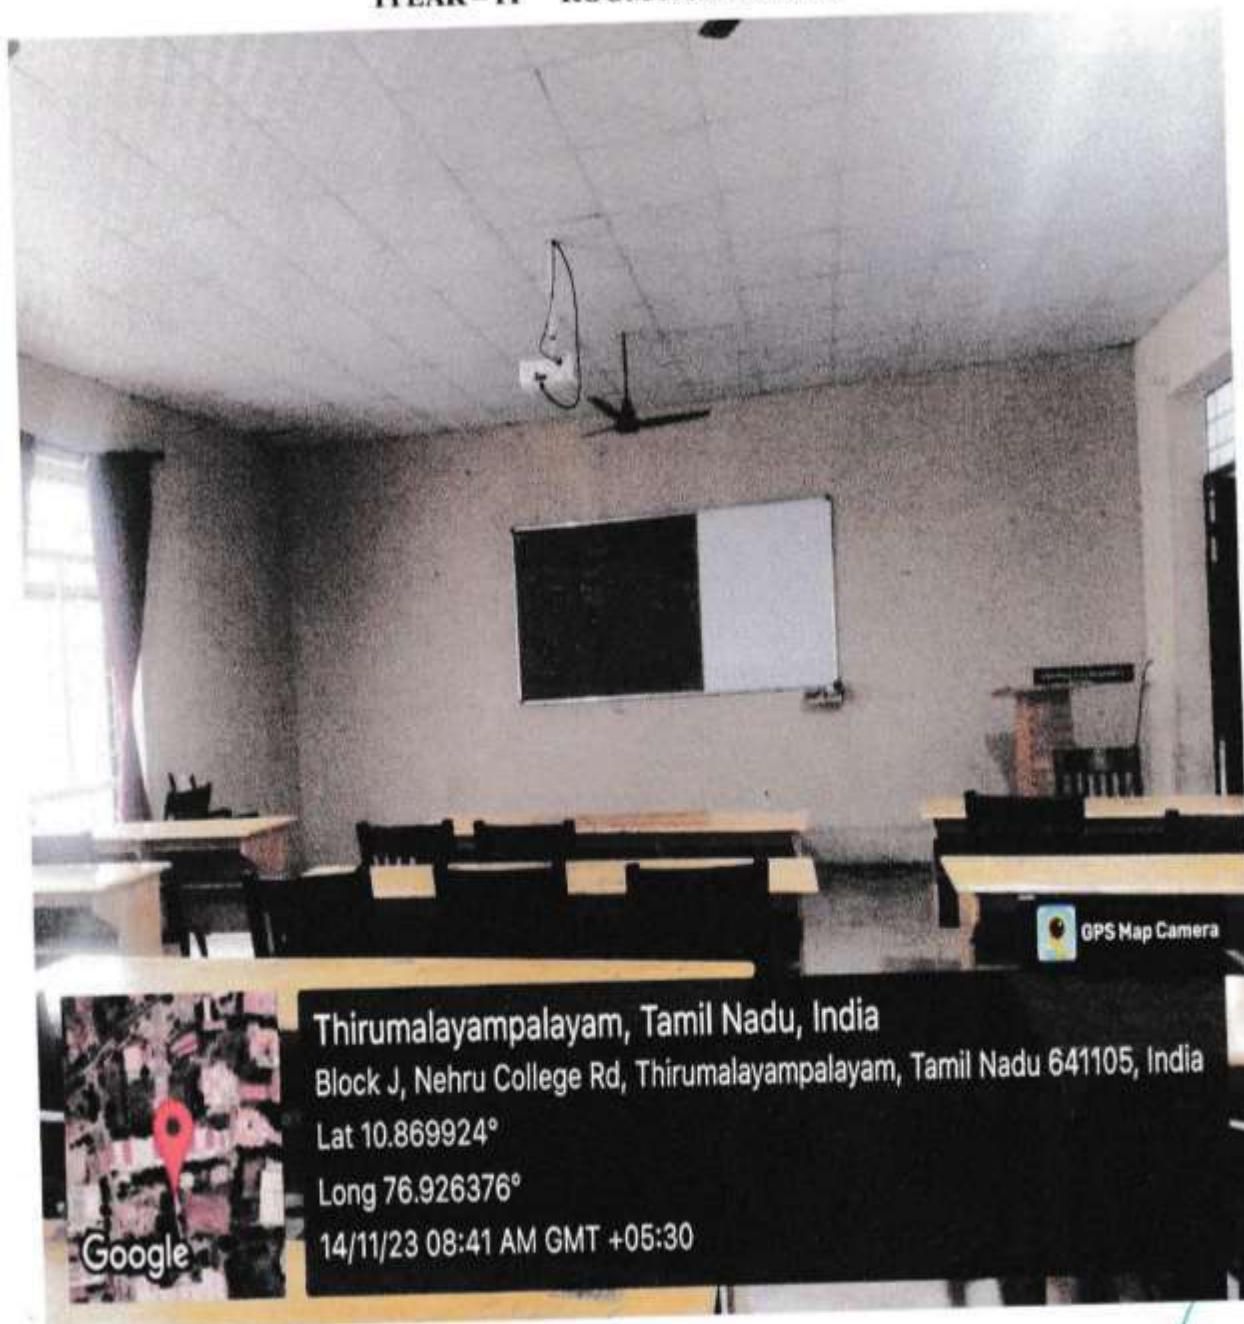 GPS Map Camera
Thirumalayampalayam, Tamil Nadu, India
Block J, Nehru College Rd, Thirumalayampalayam, Tamil Nadu 641105, India
Lat 10.869924°
Long 76.926376°
14/11/23 08:41 AM GMT +05:30
Google